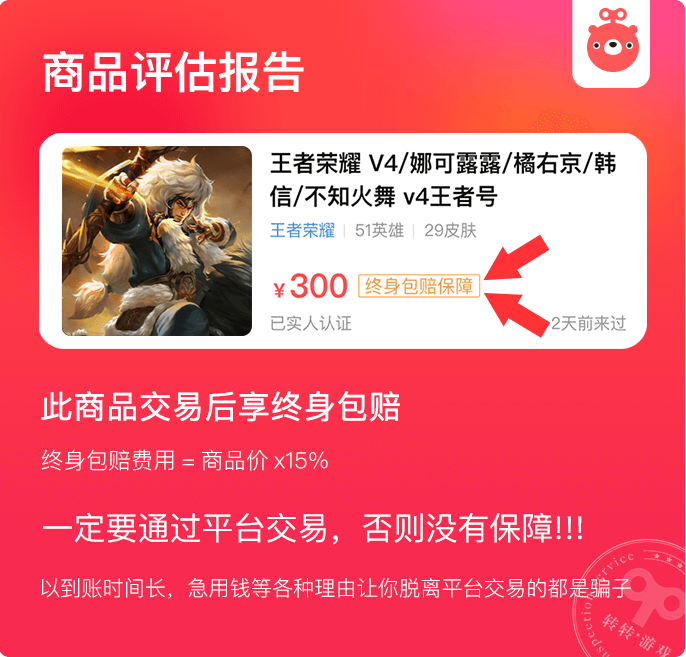 商品评估报告
王者荣耀 V4/娜可露露/橘右京/韩
信/不知火舞 v4王者号
王者荣耀 | 51英雄 | 29皮肤
¥300 终身包赔保障
已实人认证 2天前来过
此商品交易后享终身包赔
终身包赔费用 = 商品价 x15%
一定要通过平台交易，否则没有保障!!!
以到账时间长，急用钱等各种理由让你脱离平台交易的都是骗子
Inspection Service
转转·游戏